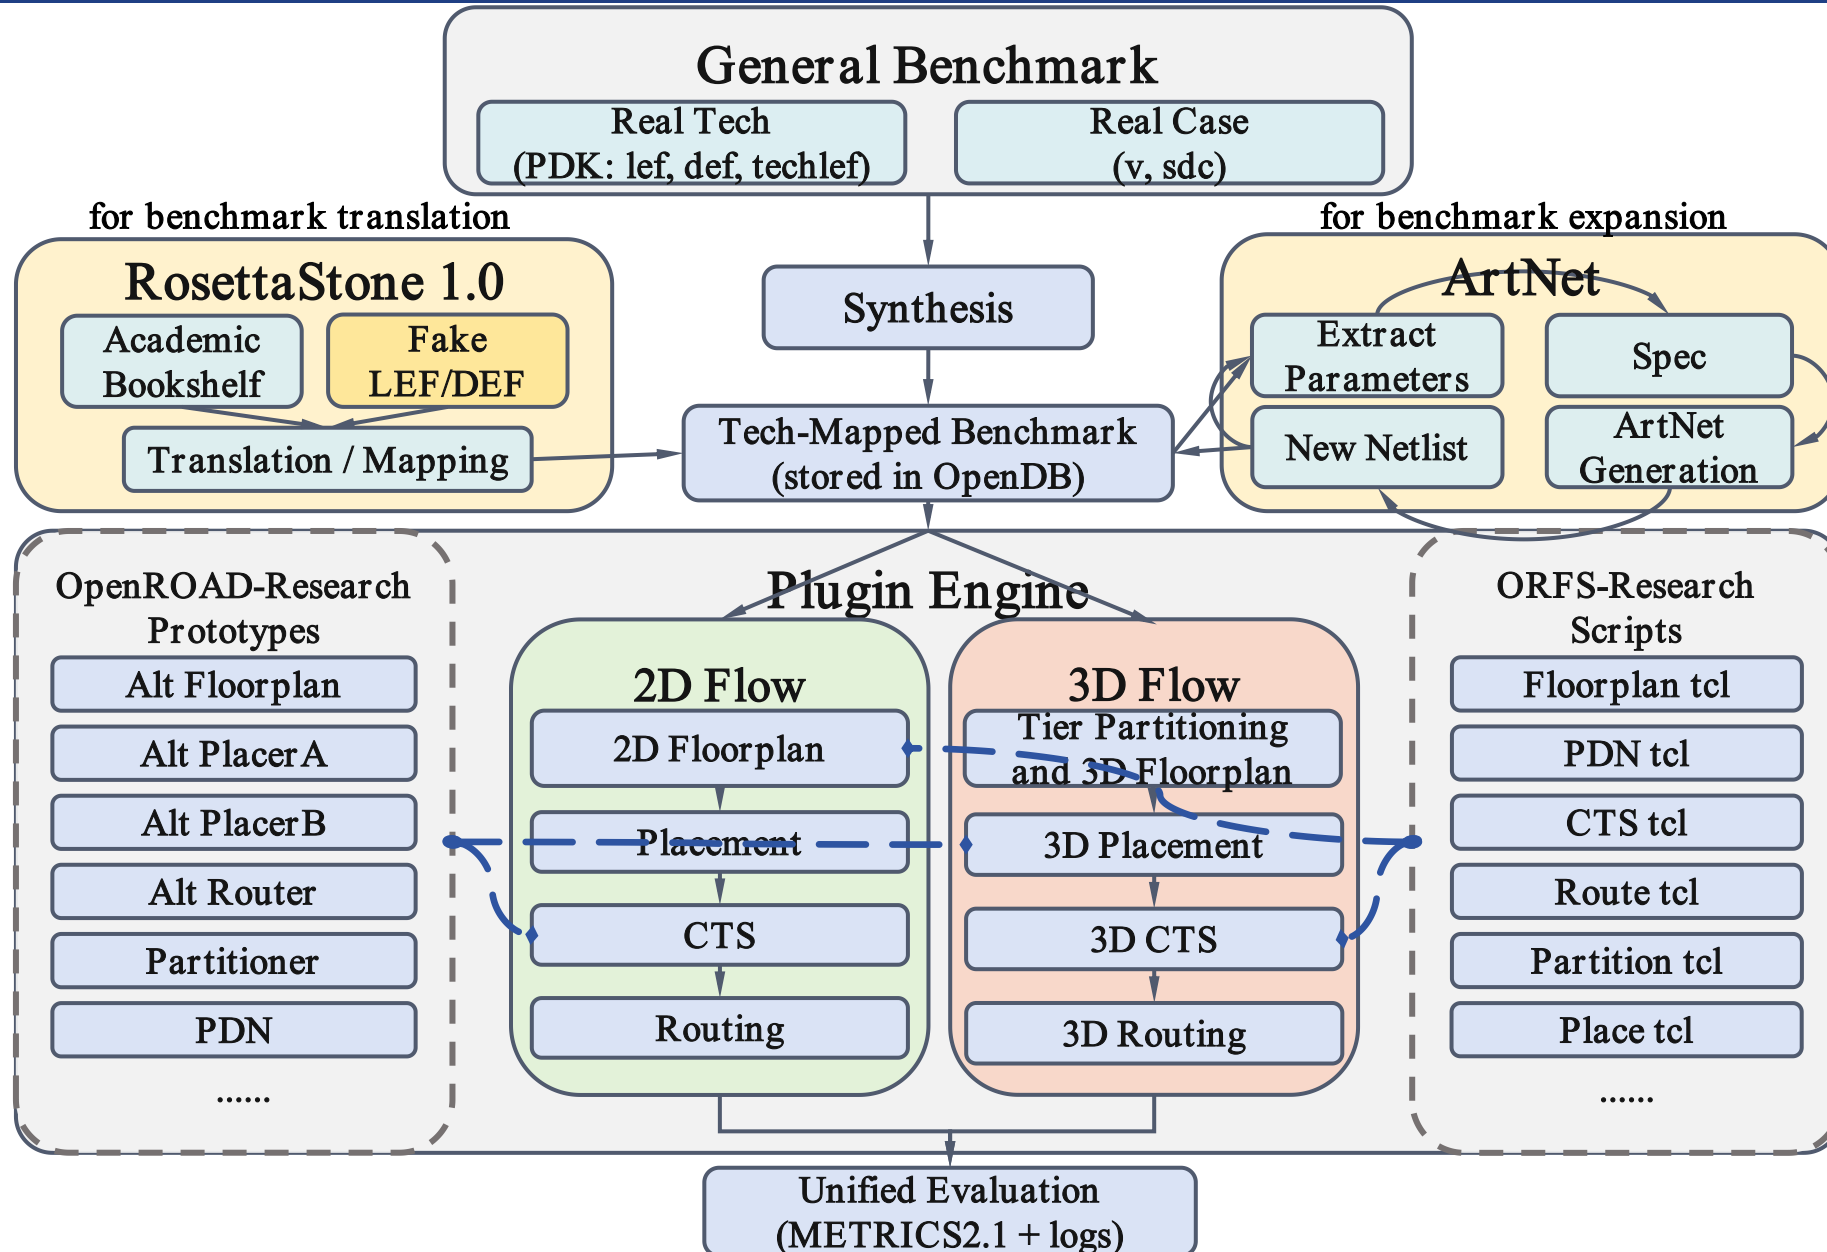 General Benchmark
Real Tech
(PDK: lef, def, techlef)
Real Case
(v, sdc)
for benchmark translation
RosettaStone 1.0
Academic
Bookshelf
Fake
LEF/DEF
Translation / Mapping
Synthesis
Tech-Mapped Benchmark
(stored in OpenDB)
for benchmark expansion
ArtNet
Extract
Parameters
Spec
New Netlist
ArtNet
Generation
Plugin Engine
OpenROAD-Research
Prototypes
Alt Floorplan
Alt PlacerA
Alt PlacerB
Alt Router
Partitioner
PDN
......
2D Flow
2D Floorplan
Placement
CTS
Routing
3D Flow
Tier Partitioning
and 3D Floorplan
3D Placement
3D CTS
3D Routing
ORFS-Research
Scripts
Floorplan tcl
PDN tcl
CTS tcl
Route tcl
Partition tcl
Place tcl
......
Unified Evaluation
(METRICS2.1 + logs)